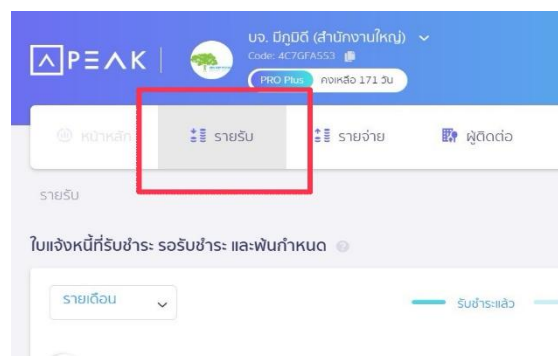 บจ. มีภูมิดี (สำนักงานใหญ่)
PEAK
Code: 4C7GFA553
PRO Plus คงเหลือ 171 วัน
หน้าหลัก รายรับ รายจ่าย ผู้ติดต่อ
รายรับ
ใบแจ้งหนี้ที่รับชำระ รอรับชำระ และพ้นกำหนด
รายเดือน รับชำระแล้ว